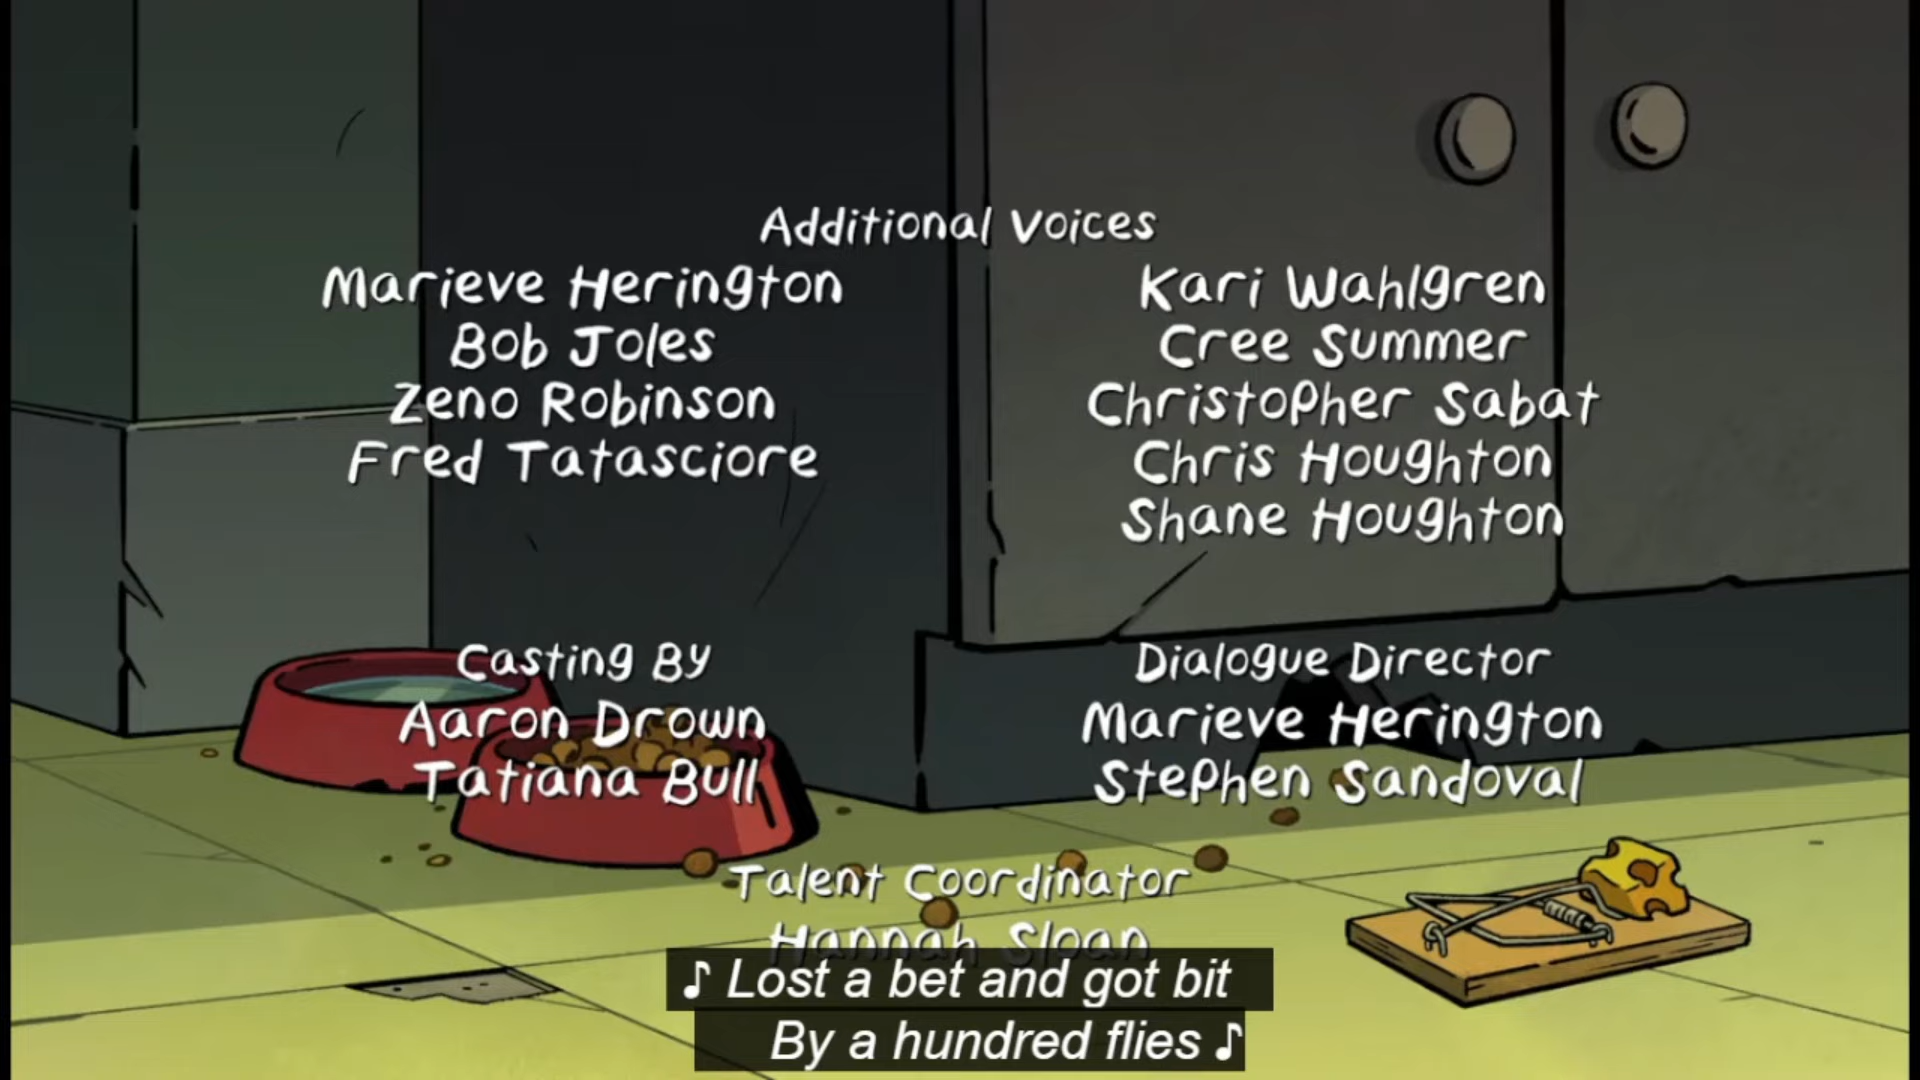 Additional Voices
Marieve Herington
Bob Joles
Zeno Robinson
Fred Tatasciore
Kari Wahlgren
Cree Summer
Christopher Sabat
Chris Houghton
Shane Houghton
Casting By
Aaron Drown
Tatiana Bull
Dialogue Director
Marieve Herington
Stephen Sandoval
Talent Coordinator
Hannah Sloan
♪ Lost a bet and got bit
By a hundred flies ♪